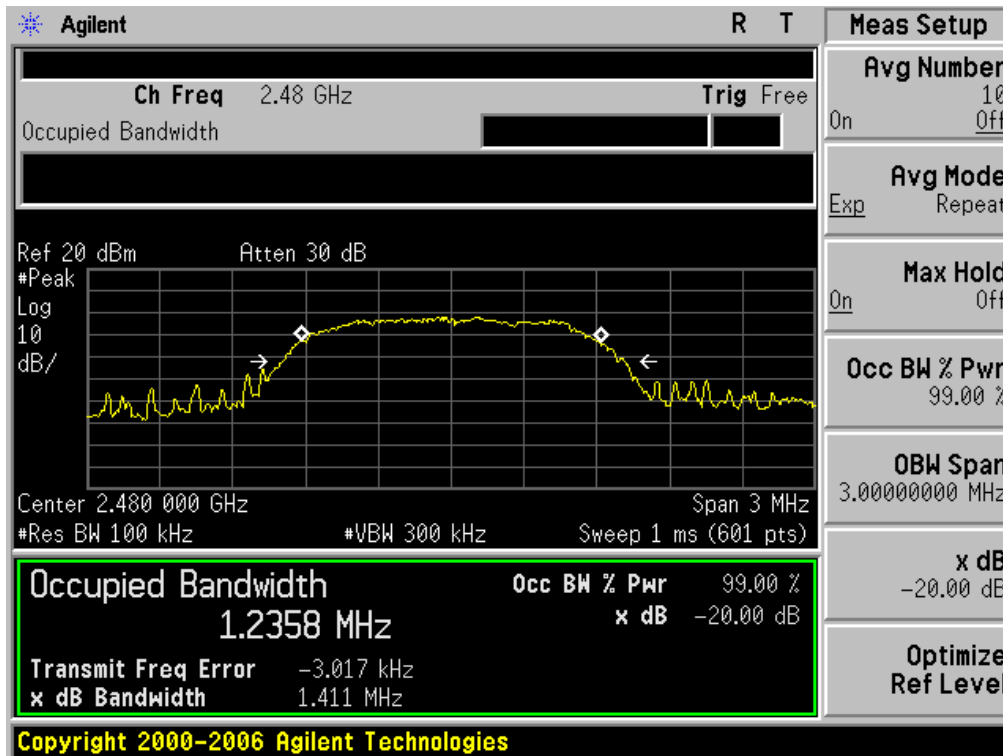 Agilent R T
Ch Freq 2.48 GHz Trig Free
Occupied Bandwidth
Ref 20 dBm Atten 30 dB
#Peak
Log
10
dB/
Center 2.480 000 GHz Span 3 MHz
#Res BW 100 kHz #VBW 300 kHz Sweep 1 ms (601 pts)
Occupied Bandwidth
1.2358 MHz
Occ BW % Pwr 99.00 %
x dB -20.00 dB
Transmit Freq Error -3.017 kHz
x dB Bandwidth 1.411 MHz
Copyright 2000-2006 Agilent Technologies
Meas Setup
Avg Number
10
On Off
Avg Mode
Exp Repeat
Max Hold
On Off
Occ BW % Pwr
99.00 %
OBW Span
3.00000000 MHz
x dB
-20.00 dB
Optimize
Ref Level